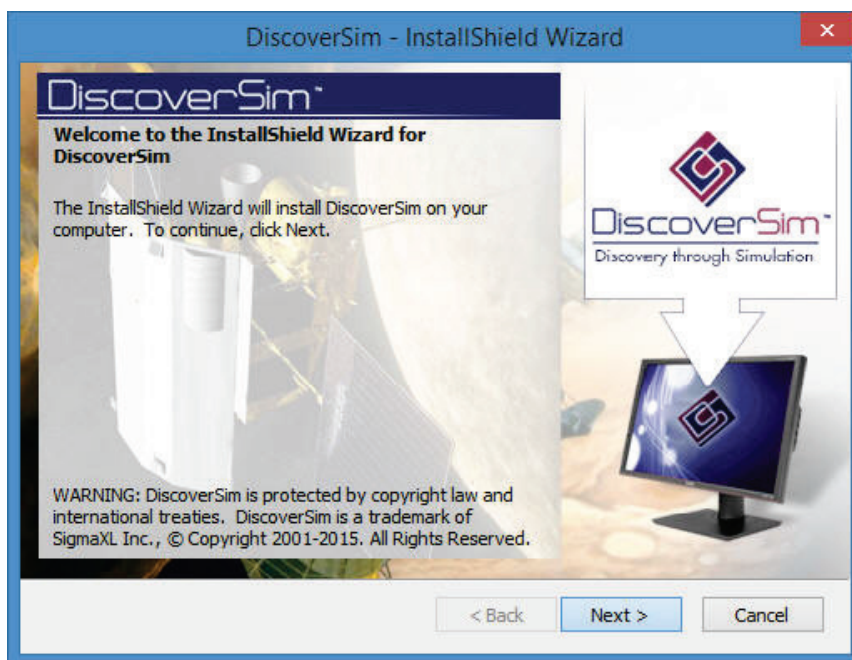 DiscoverSim - InstallShield Wizard
DiscoverSim™
Welcome to the InstallShield Wizard for
DiscoverSim
The InstallShield Wizard will install DiscoverSim on your
computer. To continue, click Next.
DiscoverSim™
Discovery through Simulation
WARNING: DiscoverSim is protected by copyright law and
international treaties. DiscoverSim is a trademark of
SigmaXL Inc., © Copyright 2001-2015. All Rights Reserved.
< Back
Next >
Cancel